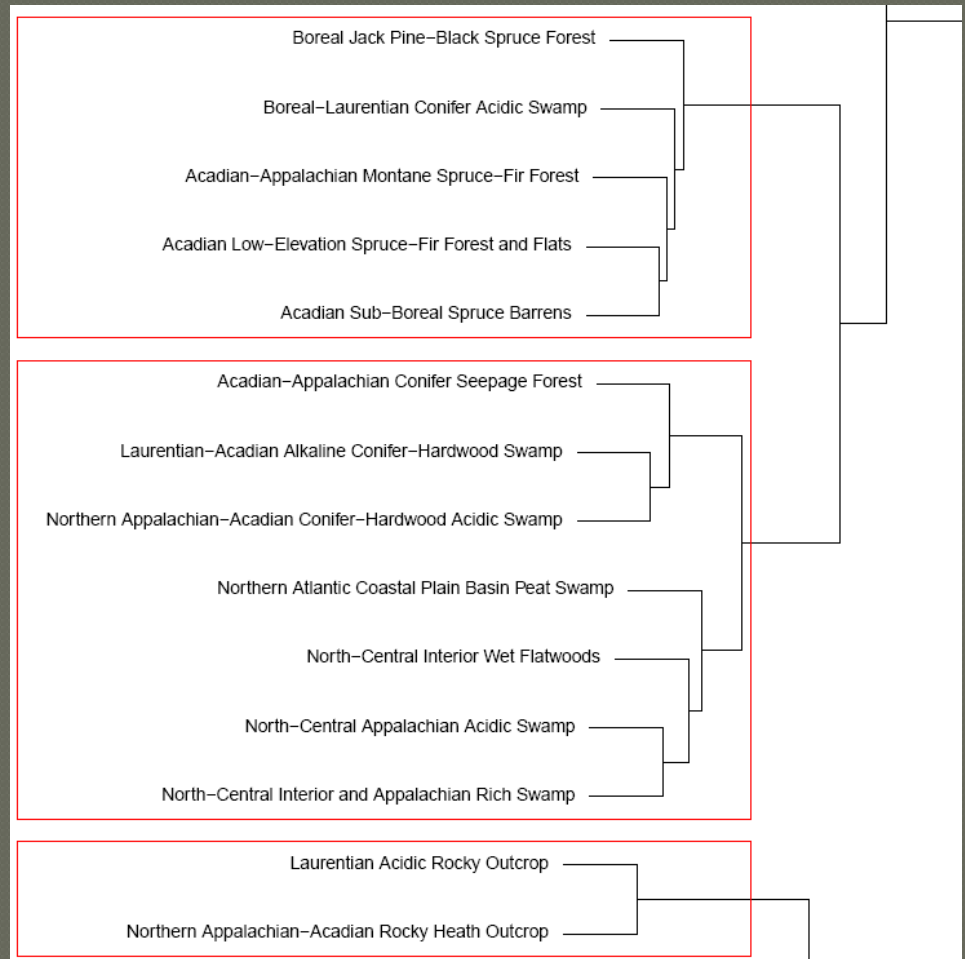 Boreal Jack Pine−Black Spruce Forest
Boreal−Laurentian Conifer Acidic Swamp
Acadian−Appalachian Montane Spruce−Fir Forest
Acadian Low−Elevation Spruce−Fir Forest and Flats
Acadian Sub−Boreal Spruce Barrens
Acadian−Appalachian Conifer Seepage Forest
Laurentian−Acadian Alkaline Conifer−Hardwood Swamp
Northern Appalachian−Acadian Conifer−Hardwood Acidic Swamp
Northern Atlantic Coastal Plain Basin Peat Swamp
North−Central Interior Wet Flatwoods
North−Central Appalachian Acidic Swamp
North−Central Interior and Appalachian Rich Swamp
Laurentian Acidic Rocky Outcrop
Northern Appalachian−Acadian Rocky Heath Outcrop